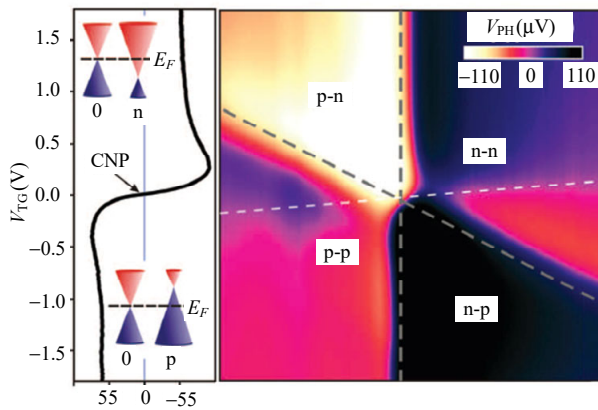 1.5
1.0
0.5
0.0
−0.5
−1.0
−1.5
V_TG(V)
E_F
0 n
CNP
E_F
0 p
55 0 −55
V_PH(μV)
−110 0 110
p-n
n-n
p-p
n-p